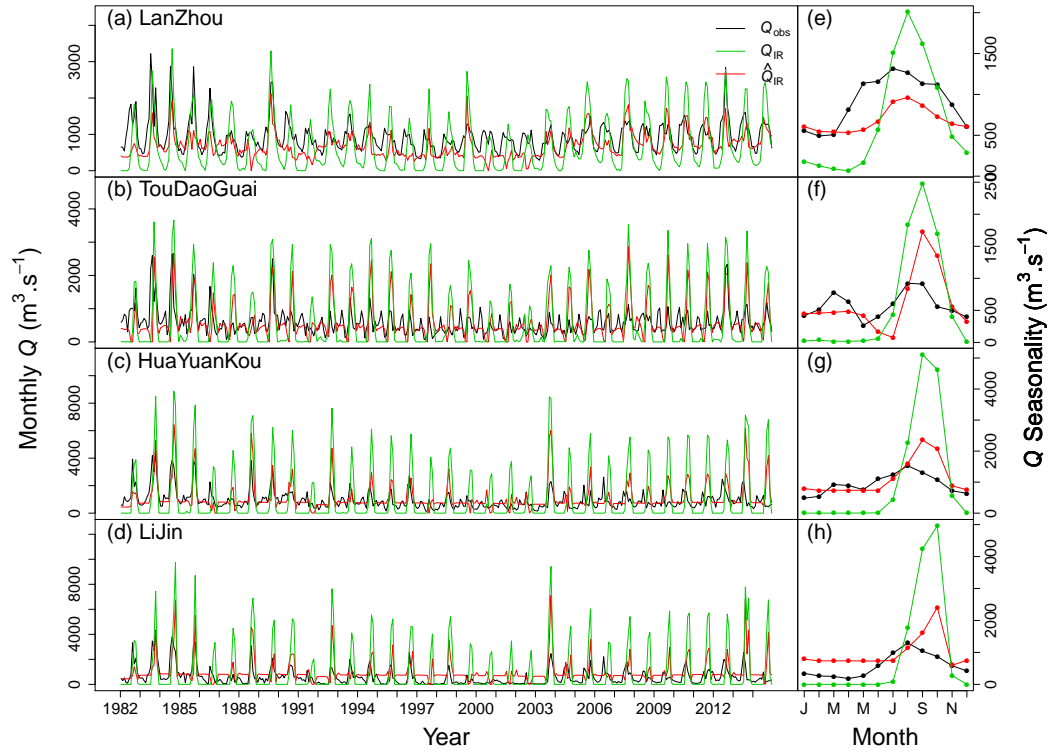 (a) LanZhou
Q_obs
Q_IR
Q̂_IR
0 1000 2000 3000
(e)
500 500 1500
(b) TouDaoGuai
0 2000 4000
(f)
0 500 1500 2500
(c) HuaYuanKou
0 4000 8000
(g)
0 2000 4000
(d) LiJin
0 4000 8000
(h)
0 2000 4000
Monthly Q (m³.s⁻¹)
Q Seasonality (m³.s⁻¹)
1982 1985 1988 1991 1994 1997 2000 2003 2006 2009 2012
J M M J S N
Year
Month